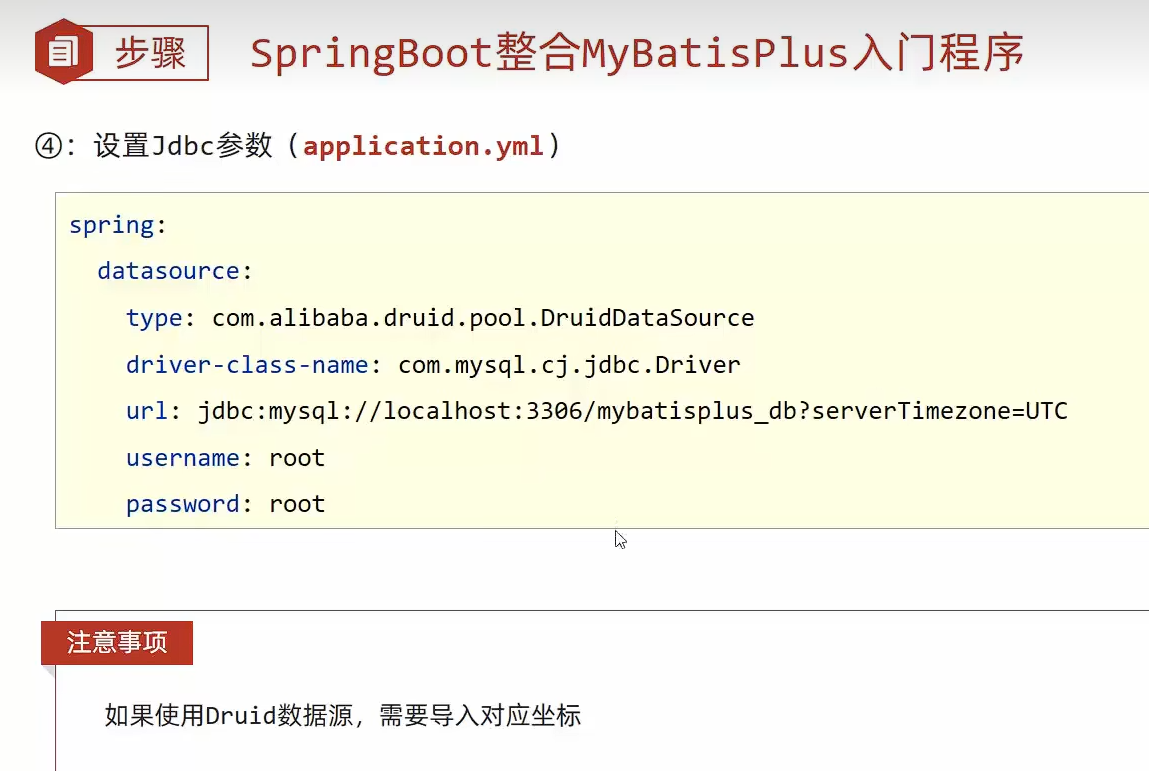 步骤
SpringBoot整合MyBatisPlus入门程序
④：设置Jdbc参数（application.yml）
spring:
  datasource:
    type: com.alibaba.druid.pool.DruidDataSource
    driver-class-name: com.mysql.cj.jdbc.Driver
    url: jdbc:mysql://localhost:3306/mybatisplus_db?serverTimezone=UTC
    username: root
    password: root
注意事项
如果使用Druid数据源，需要导入对应坐标